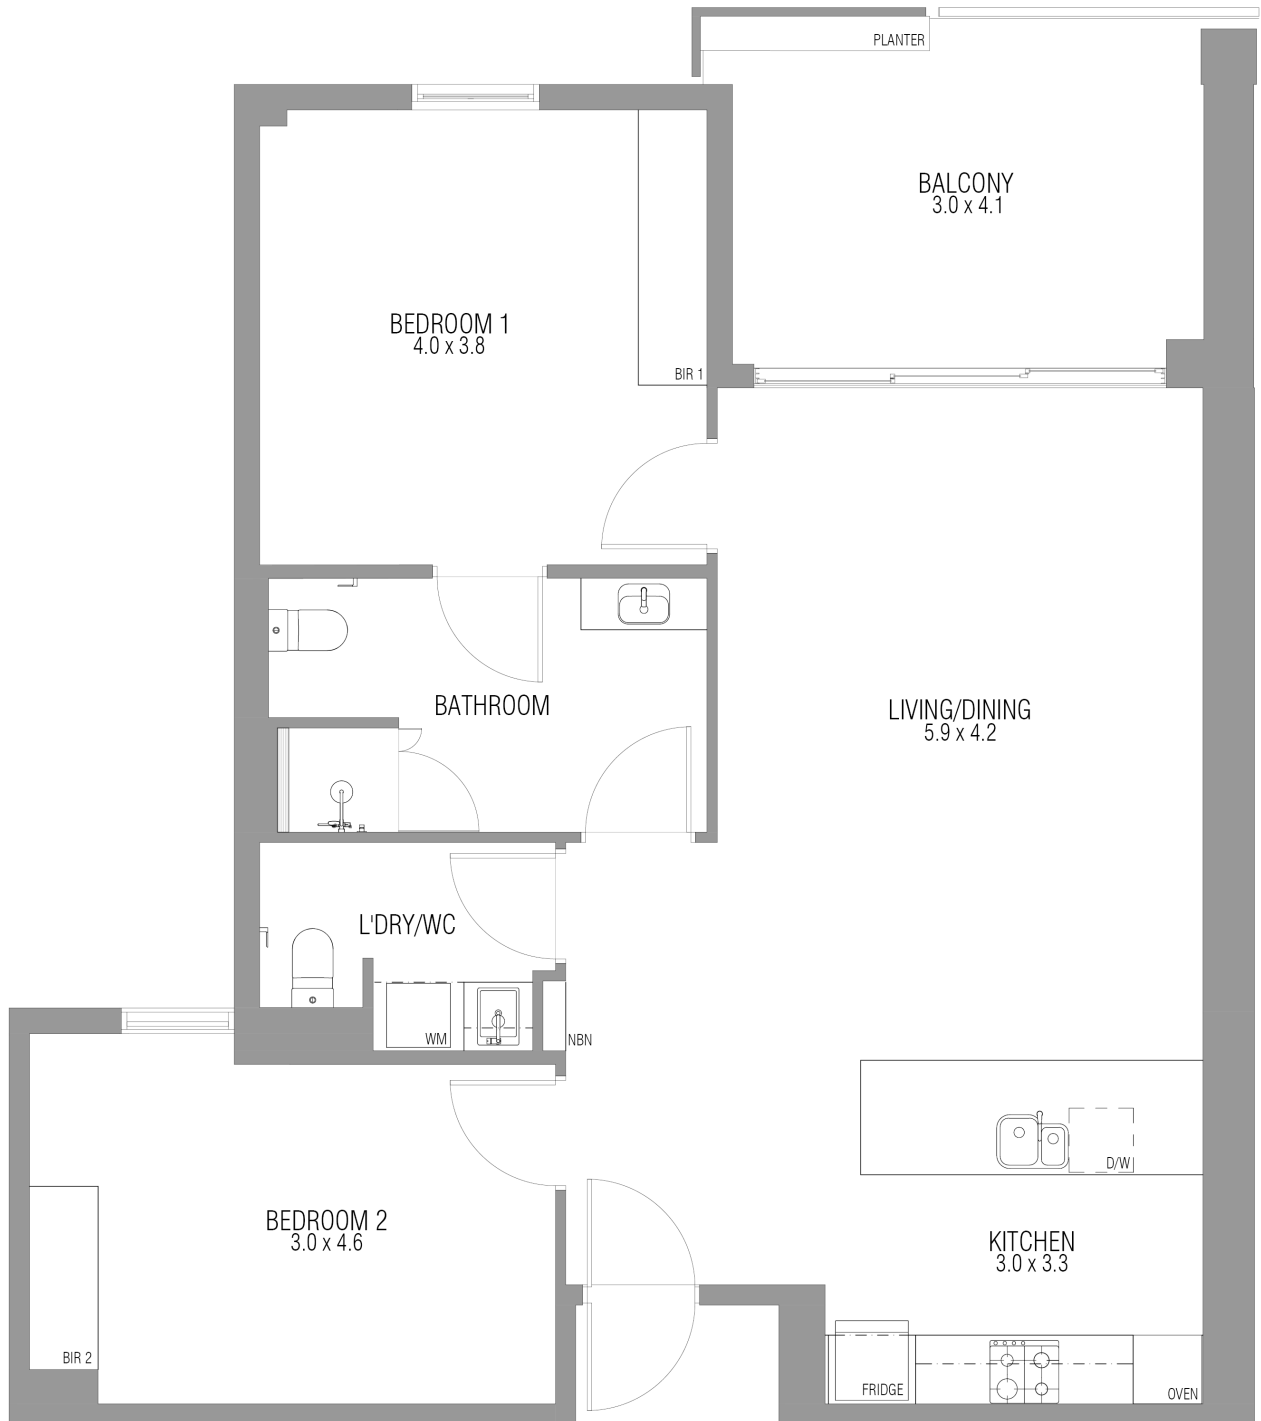 PLANTER
BALCONY
3.0 x 4.1
BEDROOM 1
4.0 x 3.8
BIR 1
BATHROOM
LIVING/DINING
5.9 x 4.2
L'DRY/WC
WM
NBN
D/W
BEDROOM 2
3.0 x 4.6
KITCHEN
3.0 x 3.3
BIR 2
FRIDGE
OVEN